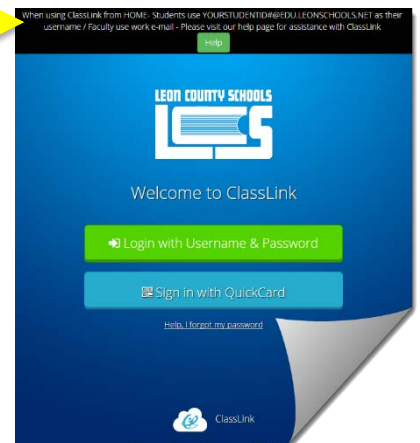 When using ClassLink from HOME- Students use YOURSTUDENTID#@EDU.LEONSCHOOLS.NET as their
username / Faculty use work e-mail - Please visit our help page for assistance with ClassLink
Help
LEON COUNTY SCHOOLS
LCS
Welcome to ClassLink
Login with Username & Password
Sign in with QuickCard
Help, I forgot my password
ClassLink